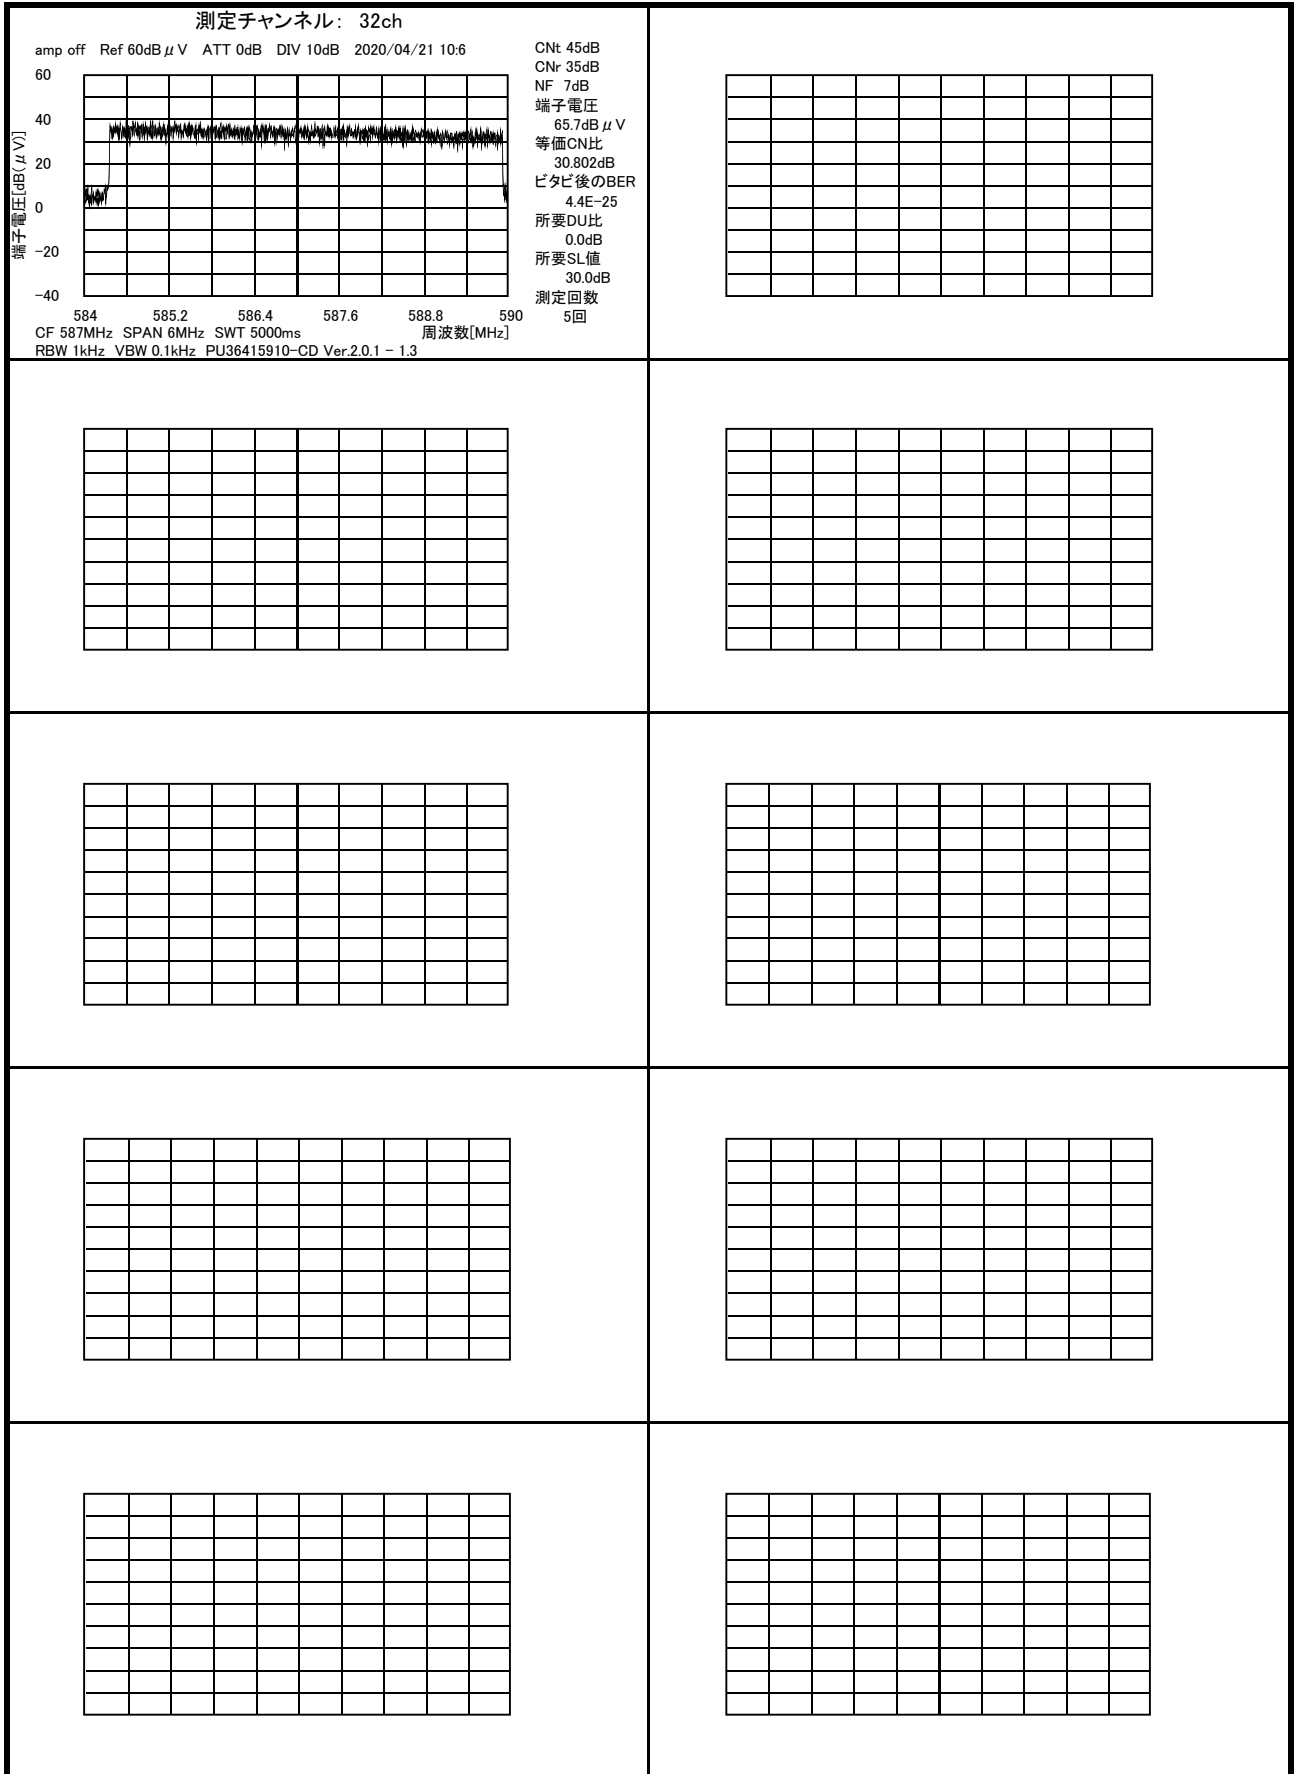 測定チャンネル： 32ch
amp off Ref 60dBμV ATT 0dB DIV 10dB 2020/04/21 10:6
CNt 45dB
CNr 35dB
NF 7dB
端子電圧
65.7dBμV
等価CN比
30.802dB
ビタビ後のBER
4.4E-25
所要DU比
0.0dB
所要SL値
30.0dB
測定回数
5回
端子電圧[dB(μV)]
60
40
20
0
-20
-40
584 585.2 586.4 587.6 588.8 590
CF 587MHz SPAN 6MHz SWT 5000ms 周波数[MHz]
RBW 1kHz VBW 0.1kHz PU36415910-CD Ver.2.0.1 - 1.3